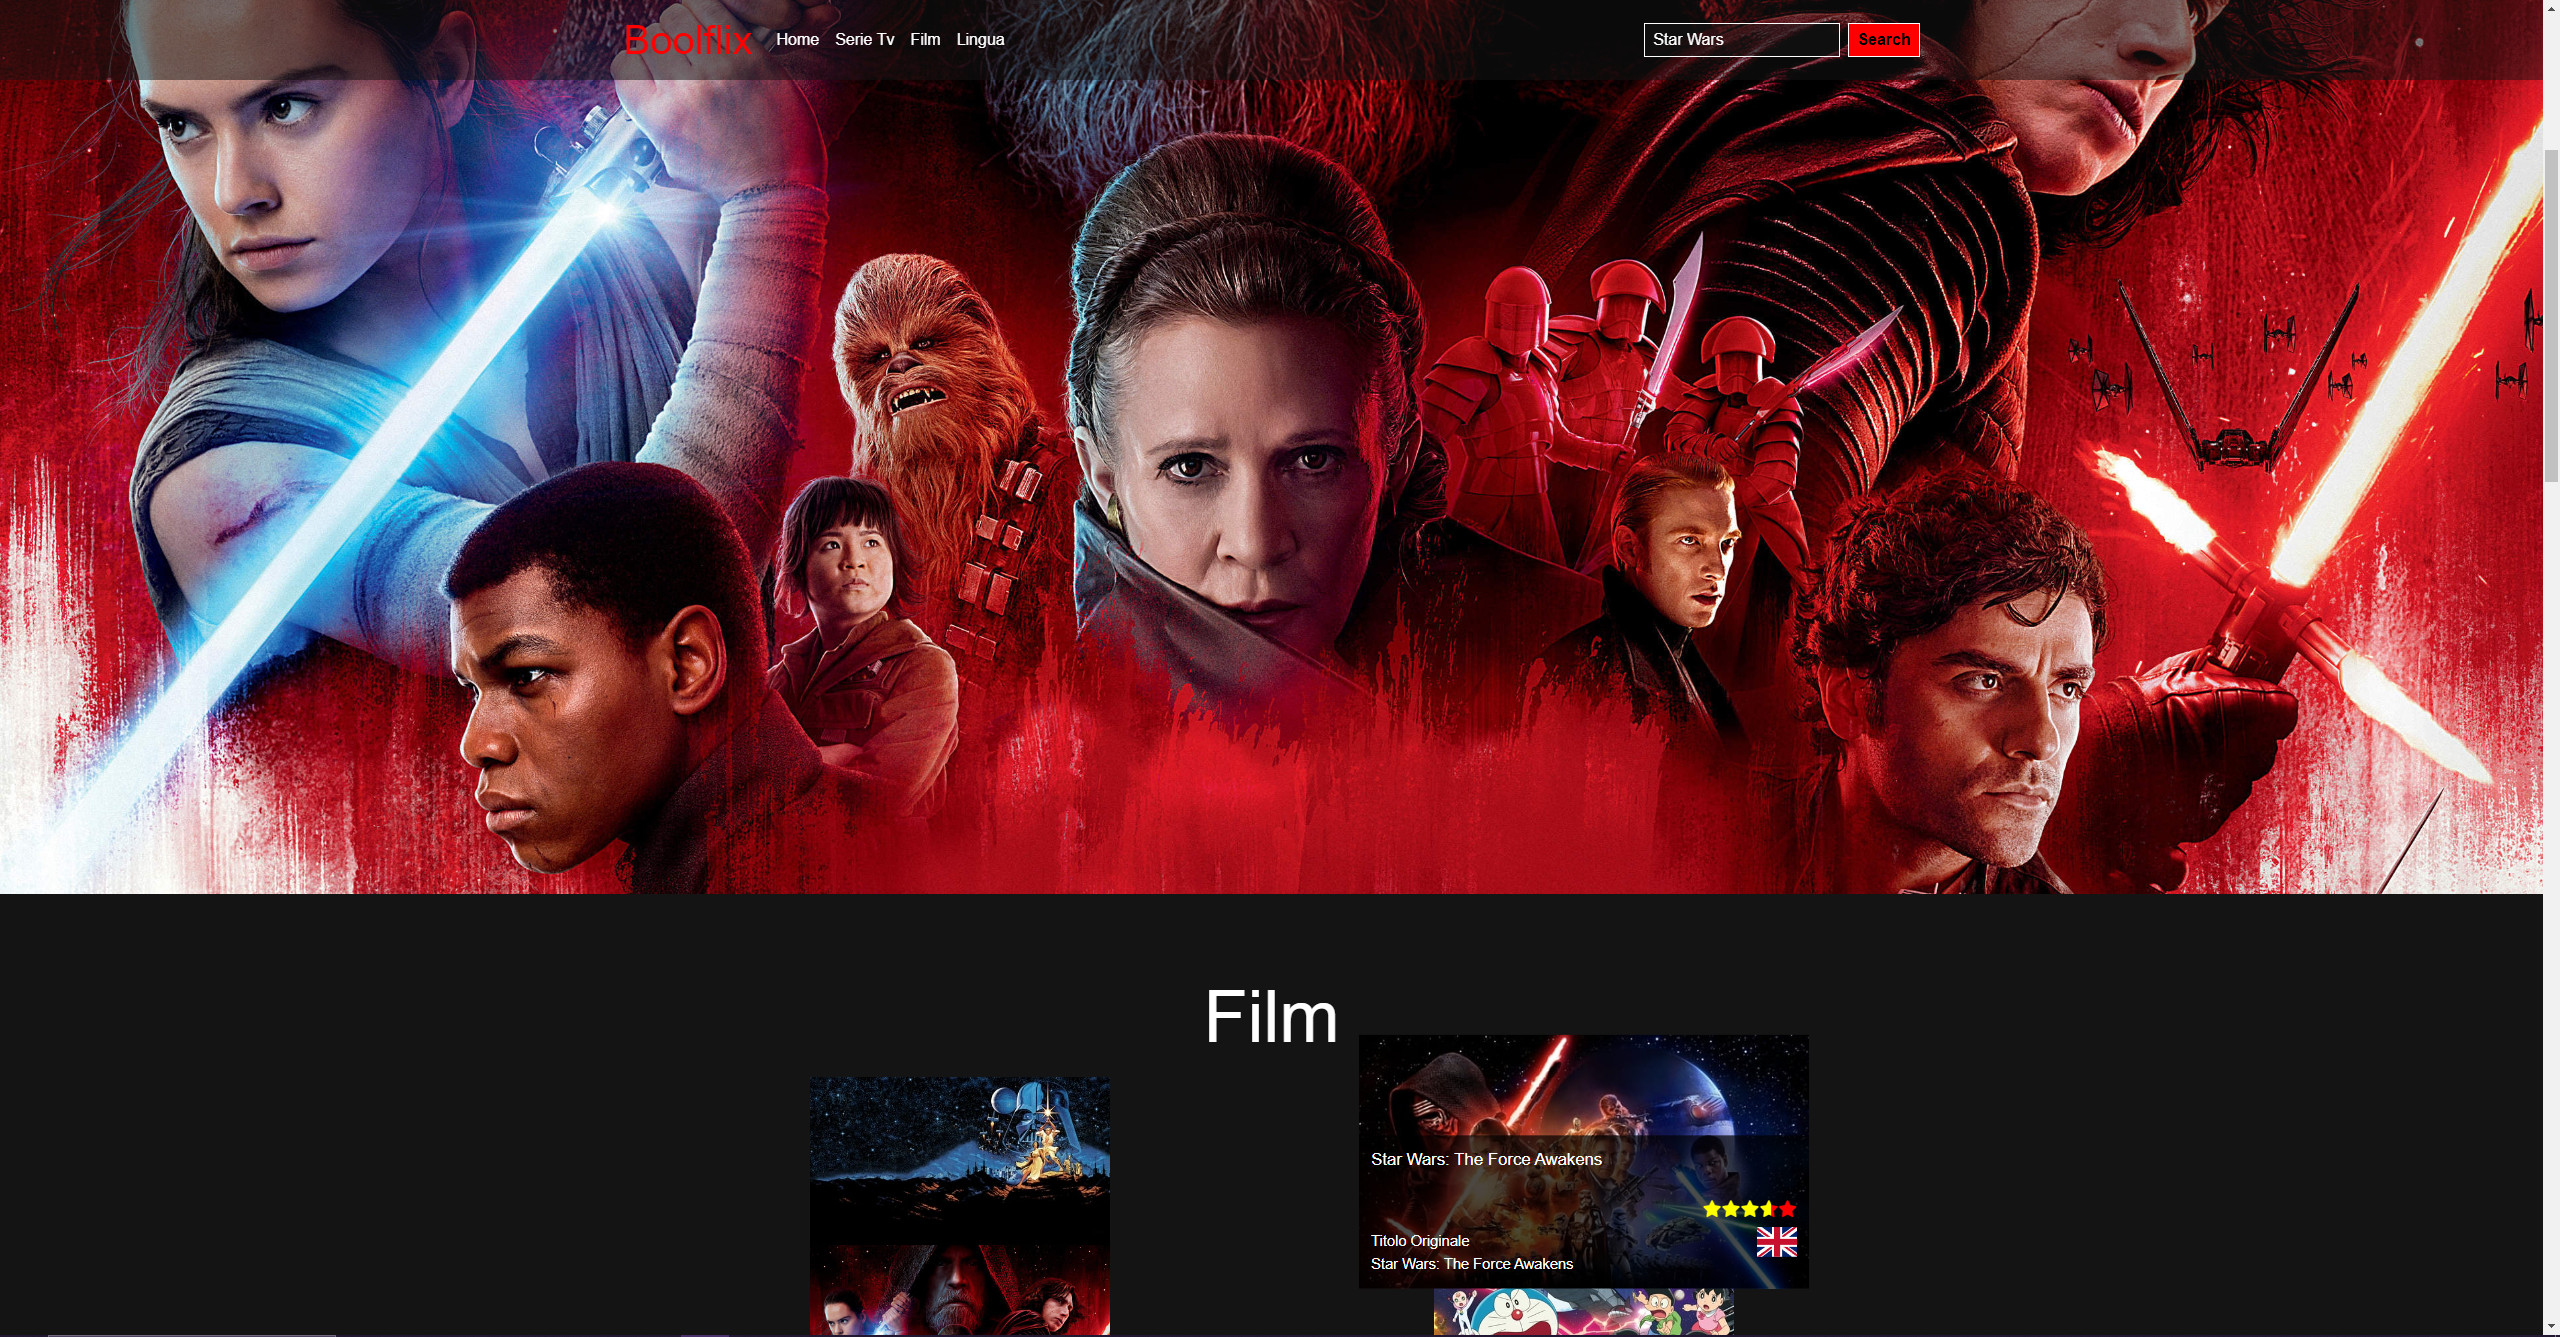 Boolflix
Home Serie Tv Film Lingua
Star Wars
Search
Film
Star Wars: The Force Awakens
Titolo Originale
Star Wars: The Force Awakens